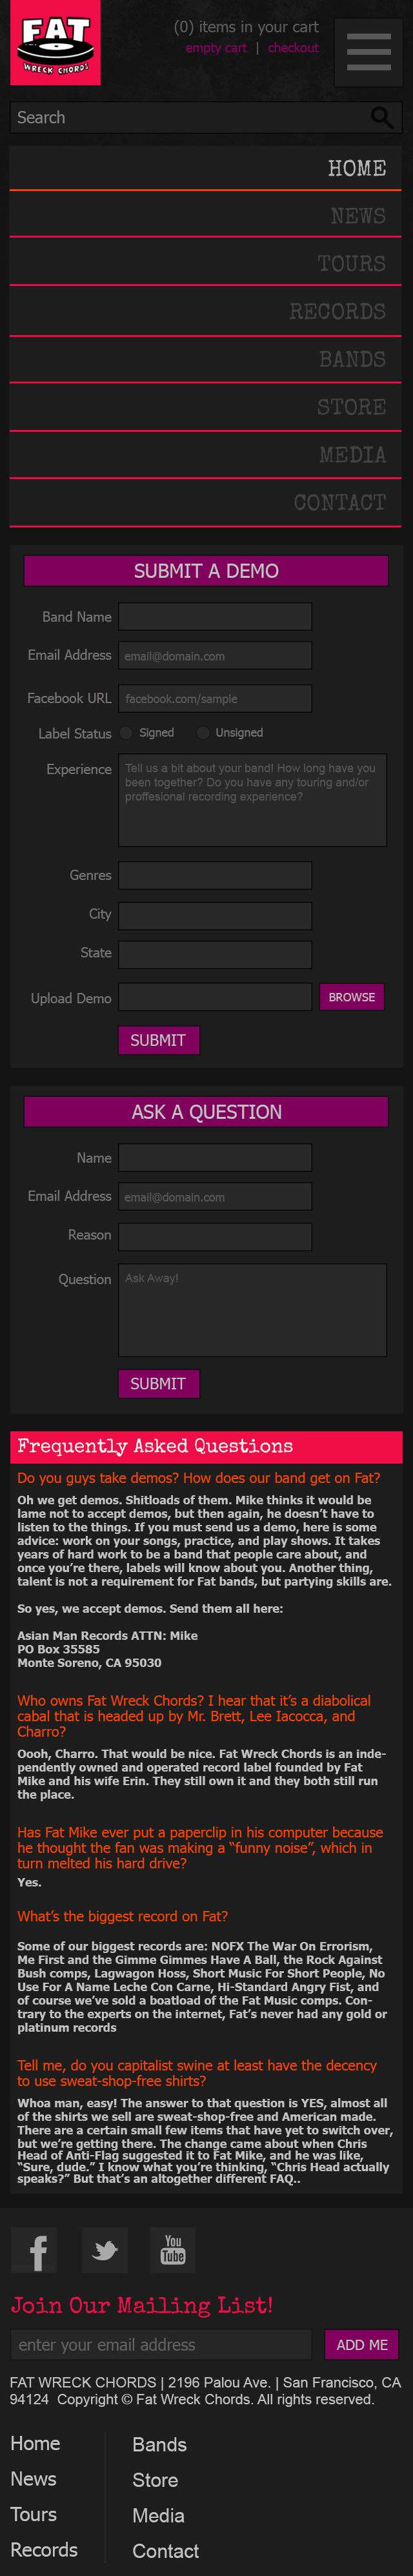 FAT
WRECK CHORDS
(0) items in your cart
empty cart | checkout
Search
HOME
NEWS
TOURS
RECORDS
BANDS
STORE
MEDIA
CONTACT
SUBMIT A DEMO
Band Name
Email Address email@domain.com
Facebook URL facebook.com/sample
Label Status Signed Unsigned
Experience Tell us a bit about your band! How long have you
been together? Do you have any touring and/or
proffesional recording experience?
Genres
City
State
Upload Demo BROWSE
SUBMIT
ASK A QUESTION
Name
Email Address email@domain.com
Reason
Question Ask Away!
SUBMIT
Frequently Asked Questions
Do you guys take demos? How does our band get on Fat?
Oh we get demos. Shitloads of them. Mike thinks it would be
lame not to accept demos, but then again, he doesn't have to
listen to the things. If you must send us a demo, here is some
advice: work on your songs, practice, and play shows. It takes
years of hard work to be a band that people care about, and
once you're there, labels will know about you. Another thing,
talent is not a requirement for Fat bands, but partying skills are.
So yes, we accept demos. Send them all here:
Asian Man Records ATTN: Mike
PO Box 35585
Monte Soreno, CA 95030
Who owns Fat Wreck Chords? I hear that it's a diabolical
cabal that is headed up by Mr. Brett, Lee Iacocca, and
Charro?
Oooh, Charro. That would be nice. Fat Wreck Chords is an inde-
pendently owned and operated record label founded by Fat
Mike and his wife Erin. They still own it and they both still run
the place.
Has Fat Mike ever put a paperclip in his computer because
he thought the fan was making a "funny noise", which in
turn melted his hard drive?
Yes.
What's the biggest record on Fat?
Some of our biggest records are: NOFX The War On Errorism,
Me First and the Gimme Gimmes Have A Ball, the Rock Against
Bush comps, Lagwagon Hoss, Short Music For Short People, No
Use For A Name Leche Con Carne, Hi-Standard Angry Fist, and
of course we've sold a boatload of the Fat Music comps. Con-
trary to the experts on the internet, Fat's never had any gold or
platinum records
Tell me, do you capitalist swine at least have the decency
to use sweat-shop-free shirts?
Whoa man, easy! The answer to that question is YES, almost all
of the shirts we sell are sweat-shop-free and American made.
There are a certain small few items that have yet to switch over,
but we're getting there. The change came about when Chris
Head of Anti-Flag suggested it to Fat Mike, and he was like,
"Sure, dude." I know what you're thinking, "Chris Head actually
speaks?" But that's an altogether different FAQ..
f You Tube
Join Our Mailing List!
enter your email address ADD ME
FAT WRECK CHORDS | 2196 Palou Ave. | San Francisco, CA
94124 Copyright © Fat Wreck Chords. All rights reserved.
Home
News
Tours
Records
Bands
Store
Media
Contact